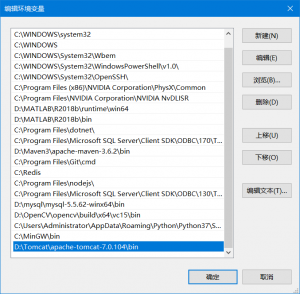 编辑环境变量
C:\WINDOWS\system32
C:\WINDOWS
C:\WINDOWS\System32\Wbem
C:\WINDOWS\System32\WindowsPowerShell\v1.0\
C:\WINDOWS\System32\OpenSSH\
C:\Program Files (x86)\NVIDIA Corporation\PhysX\Common
C:\Program Files\NVIDIA Corporation\NVIDIA NvDLISR
D:\MATLAB\R2018b\runtime\win64
D:\MATLAB\R2018b\bin
C:\Program Files\dotnet\
C:\Program Files\Microsoft SQL Server\Client SDK\ODBC\170\T...
D:\Maven3\apache-maven-3.6.2\bin
C:\Program Files\Git\cmd
C:\Redis
C:\Program Files\nodejs\
C:\Program Files\Microsoft SQL Server\Client SDK\ODBC\130\T...
D:\mysql\mysql-5.5.62-winx64\bin
D:\OpenCV\opencv\build\x64\vc15\bin
C:\Users\Administrator\AppData\Roaming\Python\Python37\S...
C:\MinGW\bin
D:\Tomcat\apache-tomcat-7.0.104\bin
新建(N)
编辑(E)
浏览(B)...
删除(D)
上移(U)
下移(O)
编辑文本(T)...
确定
取消